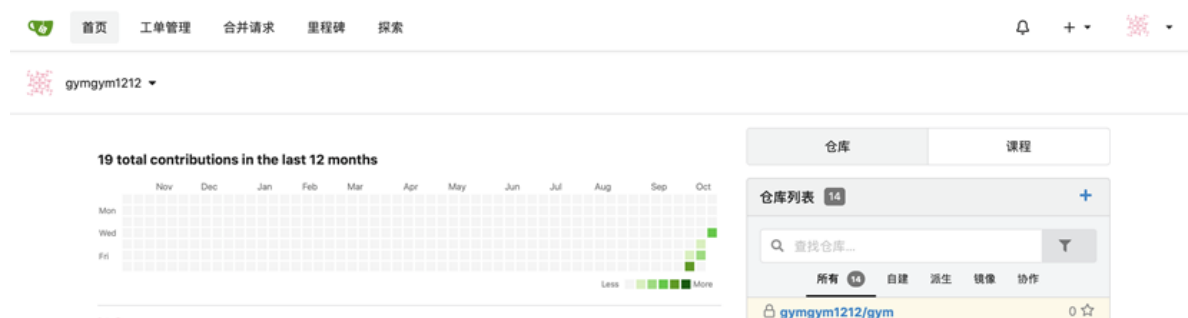 首页 工单管理 合并请求 里程碑 探索
gymgym1212
19 total contributions in the last 12 months
Nov Dec Jan Feb Mar Apr May Jun Jul Aug Sep Oct
Mon
Wed
Fri
Less More
仓库 课程
仓库列表 14
查找仓库...
所有 14 自建 派生 镜像 协作
gymgym1212/gym 0